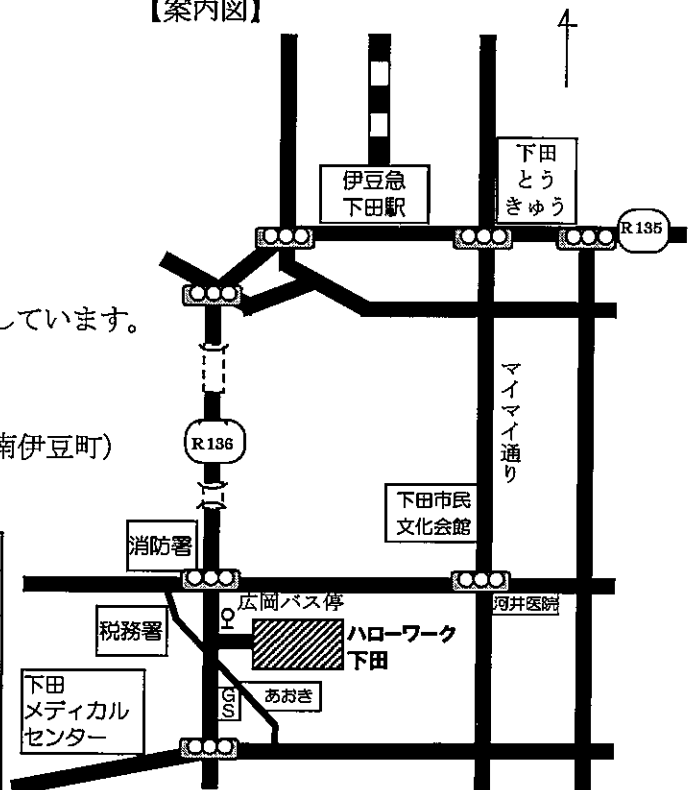 【案内図】
4
下田
とう
きゅう
伊豆急
下田駅
R135
しています。
マイマイ通り
南伊豆町）
R136
下田市民
文化会館
消防署
広岡バス停
河井医院
税務署
ハローワーク
下田
下田
メディカル
センター
GS
あおき